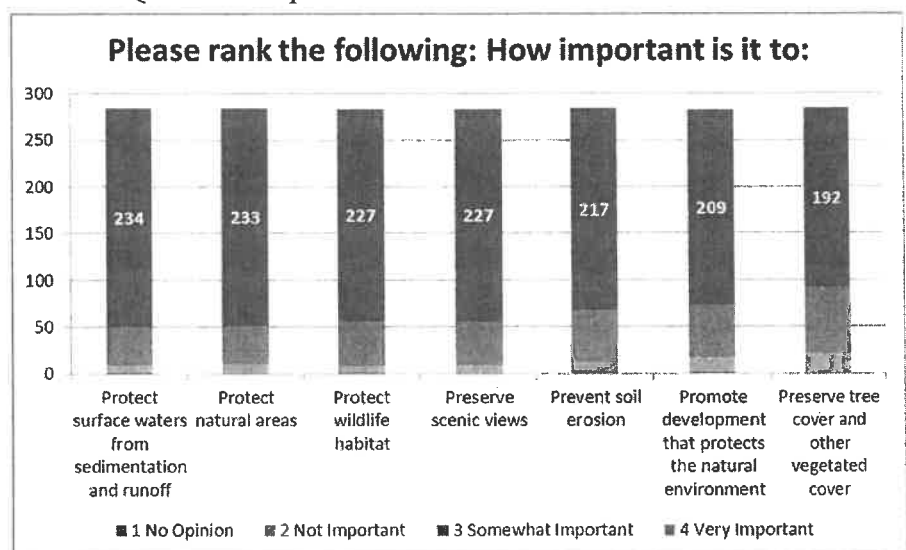 Please rank the following: How important is it to:
300
250
200
150
100
50
0
234 233 227 227 217 209 192
Protect surface waters from sedimentation and runoff
Protect natural areas
Protect wildlife habitat
Preserve scenic views
Prevent soil erosion
Promote development that protects the natural environment
Preserve tree cover and other vegetated cover
1 No Opinion 2 Not Important 3 Somewhat Important 4 Very Important